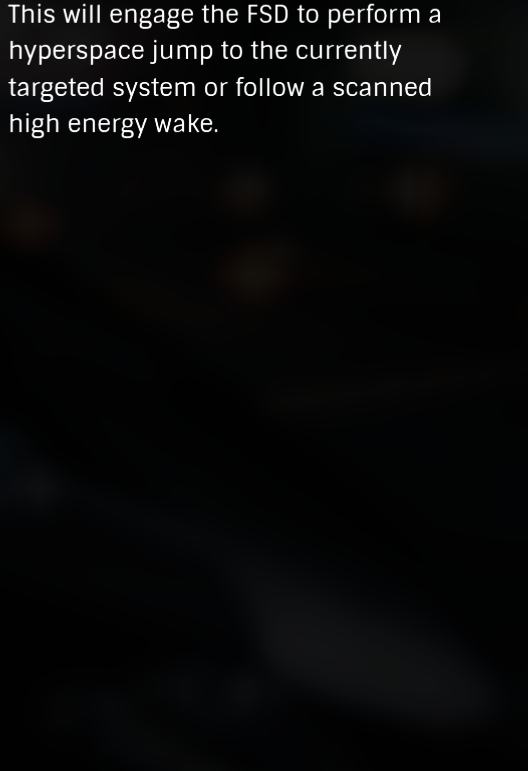 This will engage the FSD to perform a
hyperspace jump to the currently
targeted system or follow a scanned
high energy wake.